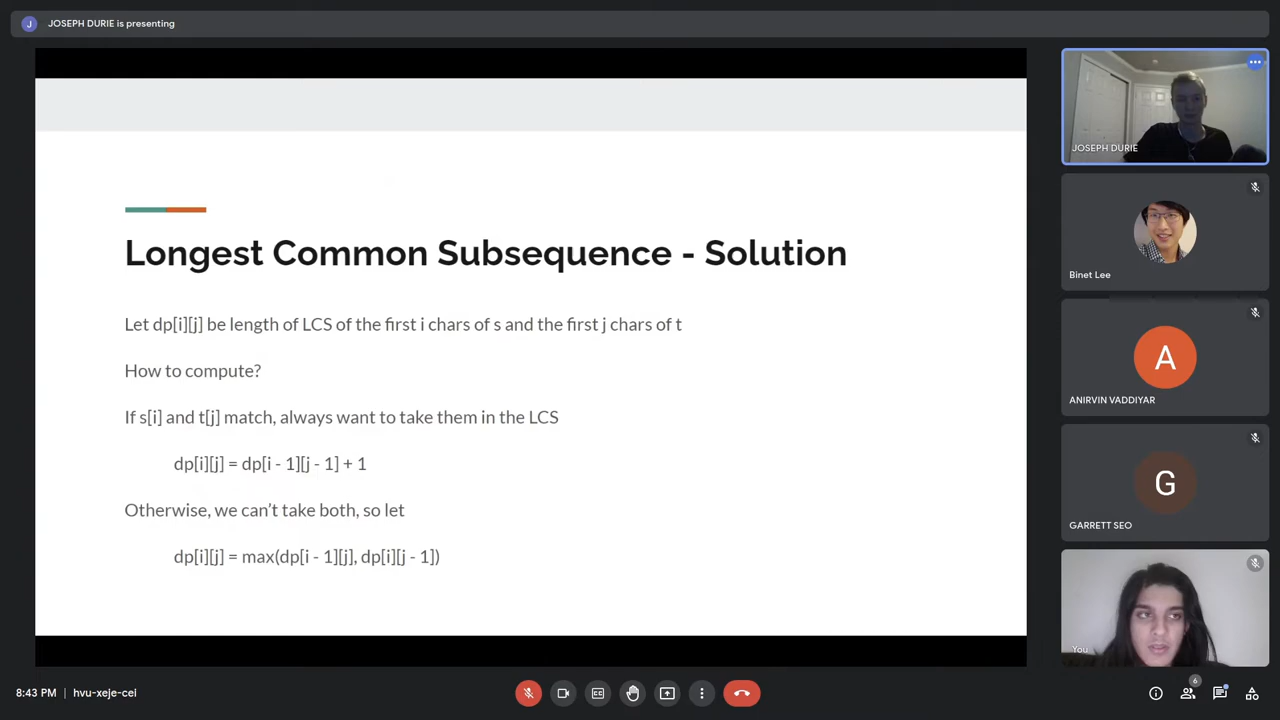 J JOSEPH DURIE is presenting
Longest Common Subsequence - Solution
Let dp[i][j] be length of LCS of the first i chars of s and the first j chars of t
How to compute?
If s[i] and t[j] match, always want to take them in the LCS
dp[i][j] = dp[i - 1][j - 1] + 1
Otherwise, we can't take both, so let
dp[i][j] = max(dp[i - 1][j], dp[i][j - 1])
JOSEPH DURIE
Binet Lee
A
ANIRVIN VADDIYAR
G
GARRETT SEO
You
8:43 PM | hvu-xeje-cei
CC
6